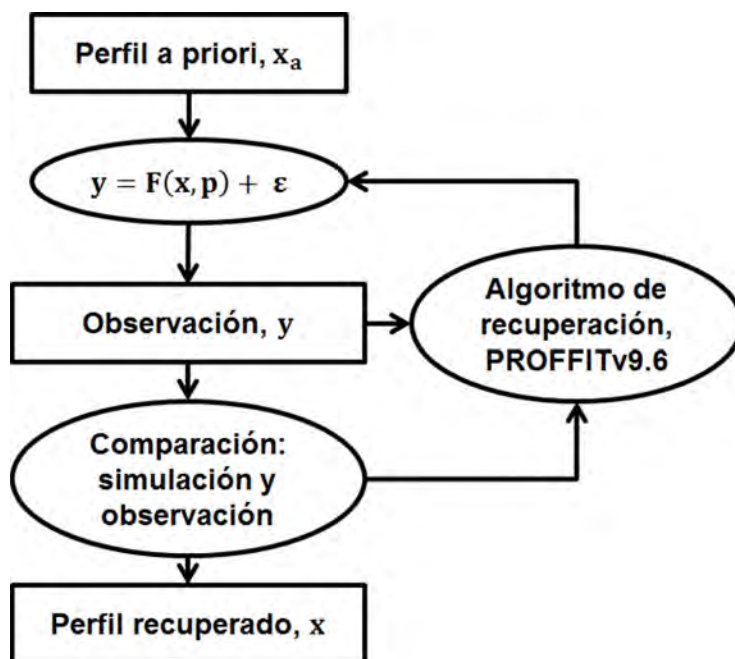 Perfil a priori, xₐ
y = F(x, p) + ε
Observación, y
Algoritmo de
recuperación,
PROFFITv9.6
Comparación:
simulación y
observación
Perfil recuperado, x